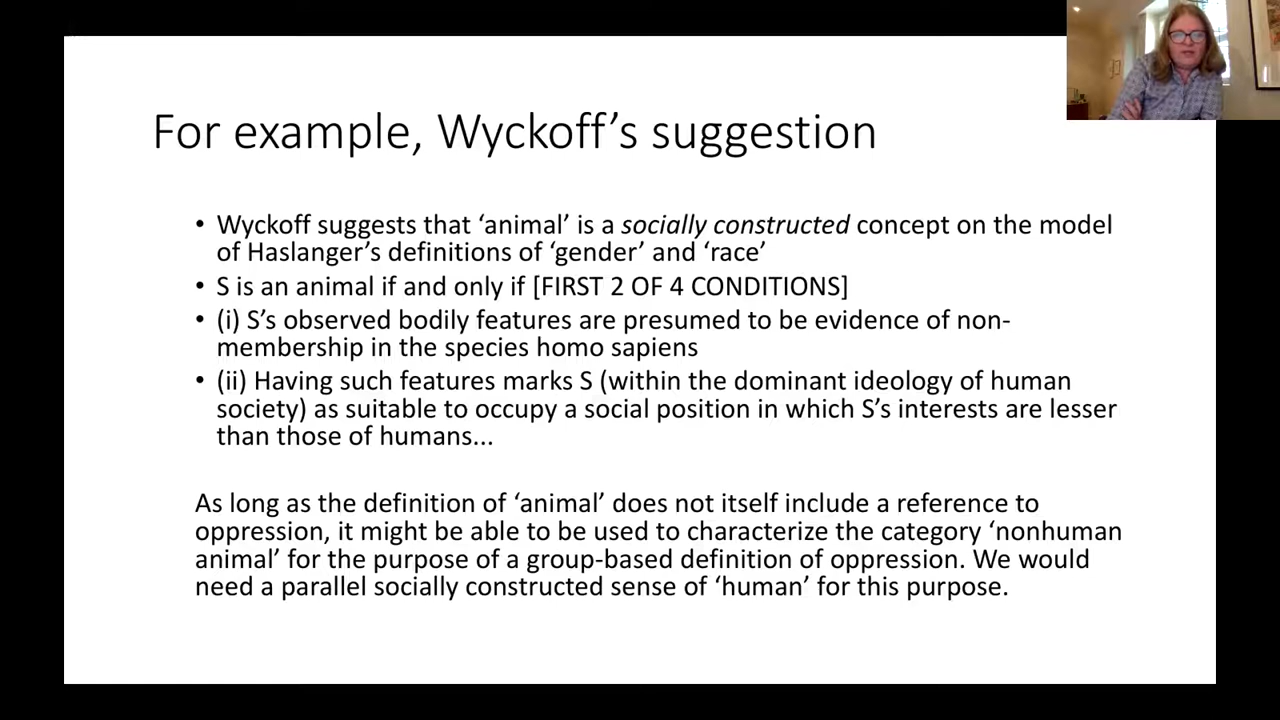 For example, Wyckoff’s suggestion
• Wyckoff suggests that ‘animal’ is a socially constructed concept on the model
of Haslanger’s definitions of ‘gender’ and ‘race’
• S is an animal if and only if [FIRST 2 OF 4 CONDITIONS]
• (i) S’s observed bodily features are presumed to be evidence of non-
membership in the species homo sapiens
• (ii) Having such features marks S (within the dominant ideology of human
society) as suitable to occupy a social position in which S’s interests are lesser
than those of humans...
As long as the definition of ‘animal’ does not itself include a reference to
oppression, it might be able to be used to characterize the category ‘nonhuman
animal’ for the purpose of a group-based definition of oppression. We would
need a parallel socially constructed sense of ‘human’ for this purpose.